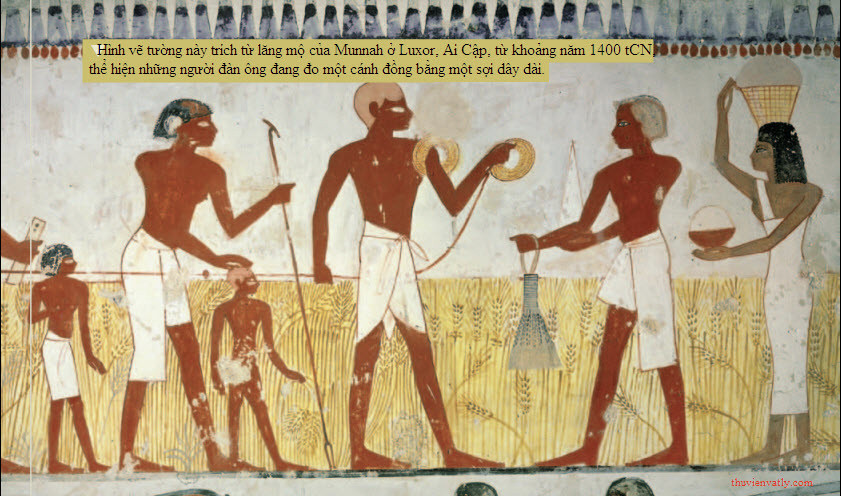 Hình vẽ tường này trích từ lăng mộ của Munnah ở Luxor, Ai Cập, từ khoảng năm 1400 tCN,
thể hiện những người đàn ông đang đo một cánh đồng bằng một sợi dây dài.
thuvienvatly.com